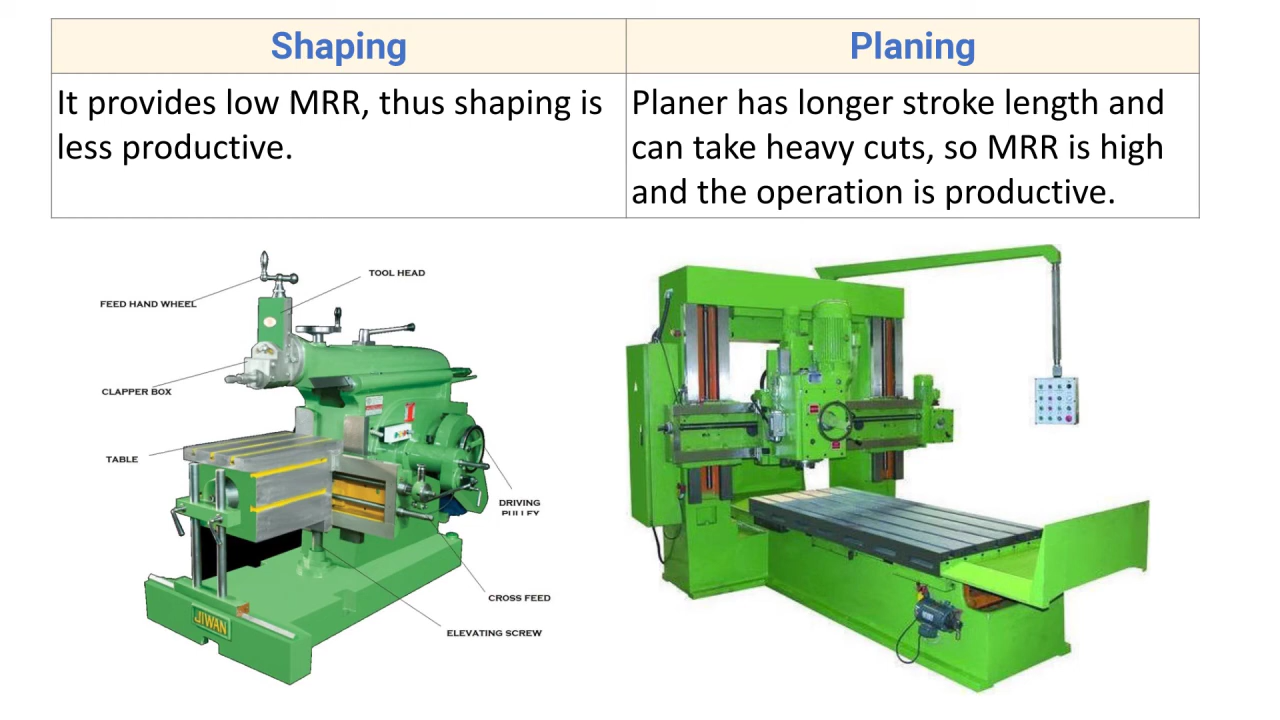 Shaping
Planing
It provides low MRR, thus shaping is
less productive.
Planer has longer stroke length and
can take heavy cuts, so MRR is high
and the operation is productive.
TOOL HEAD
FEED HAND WHEEL
CLAPPER BOX
TABLE
DRIVING
PULLEY
CROSS FEED
ELEVATING SCREW
JIWAN